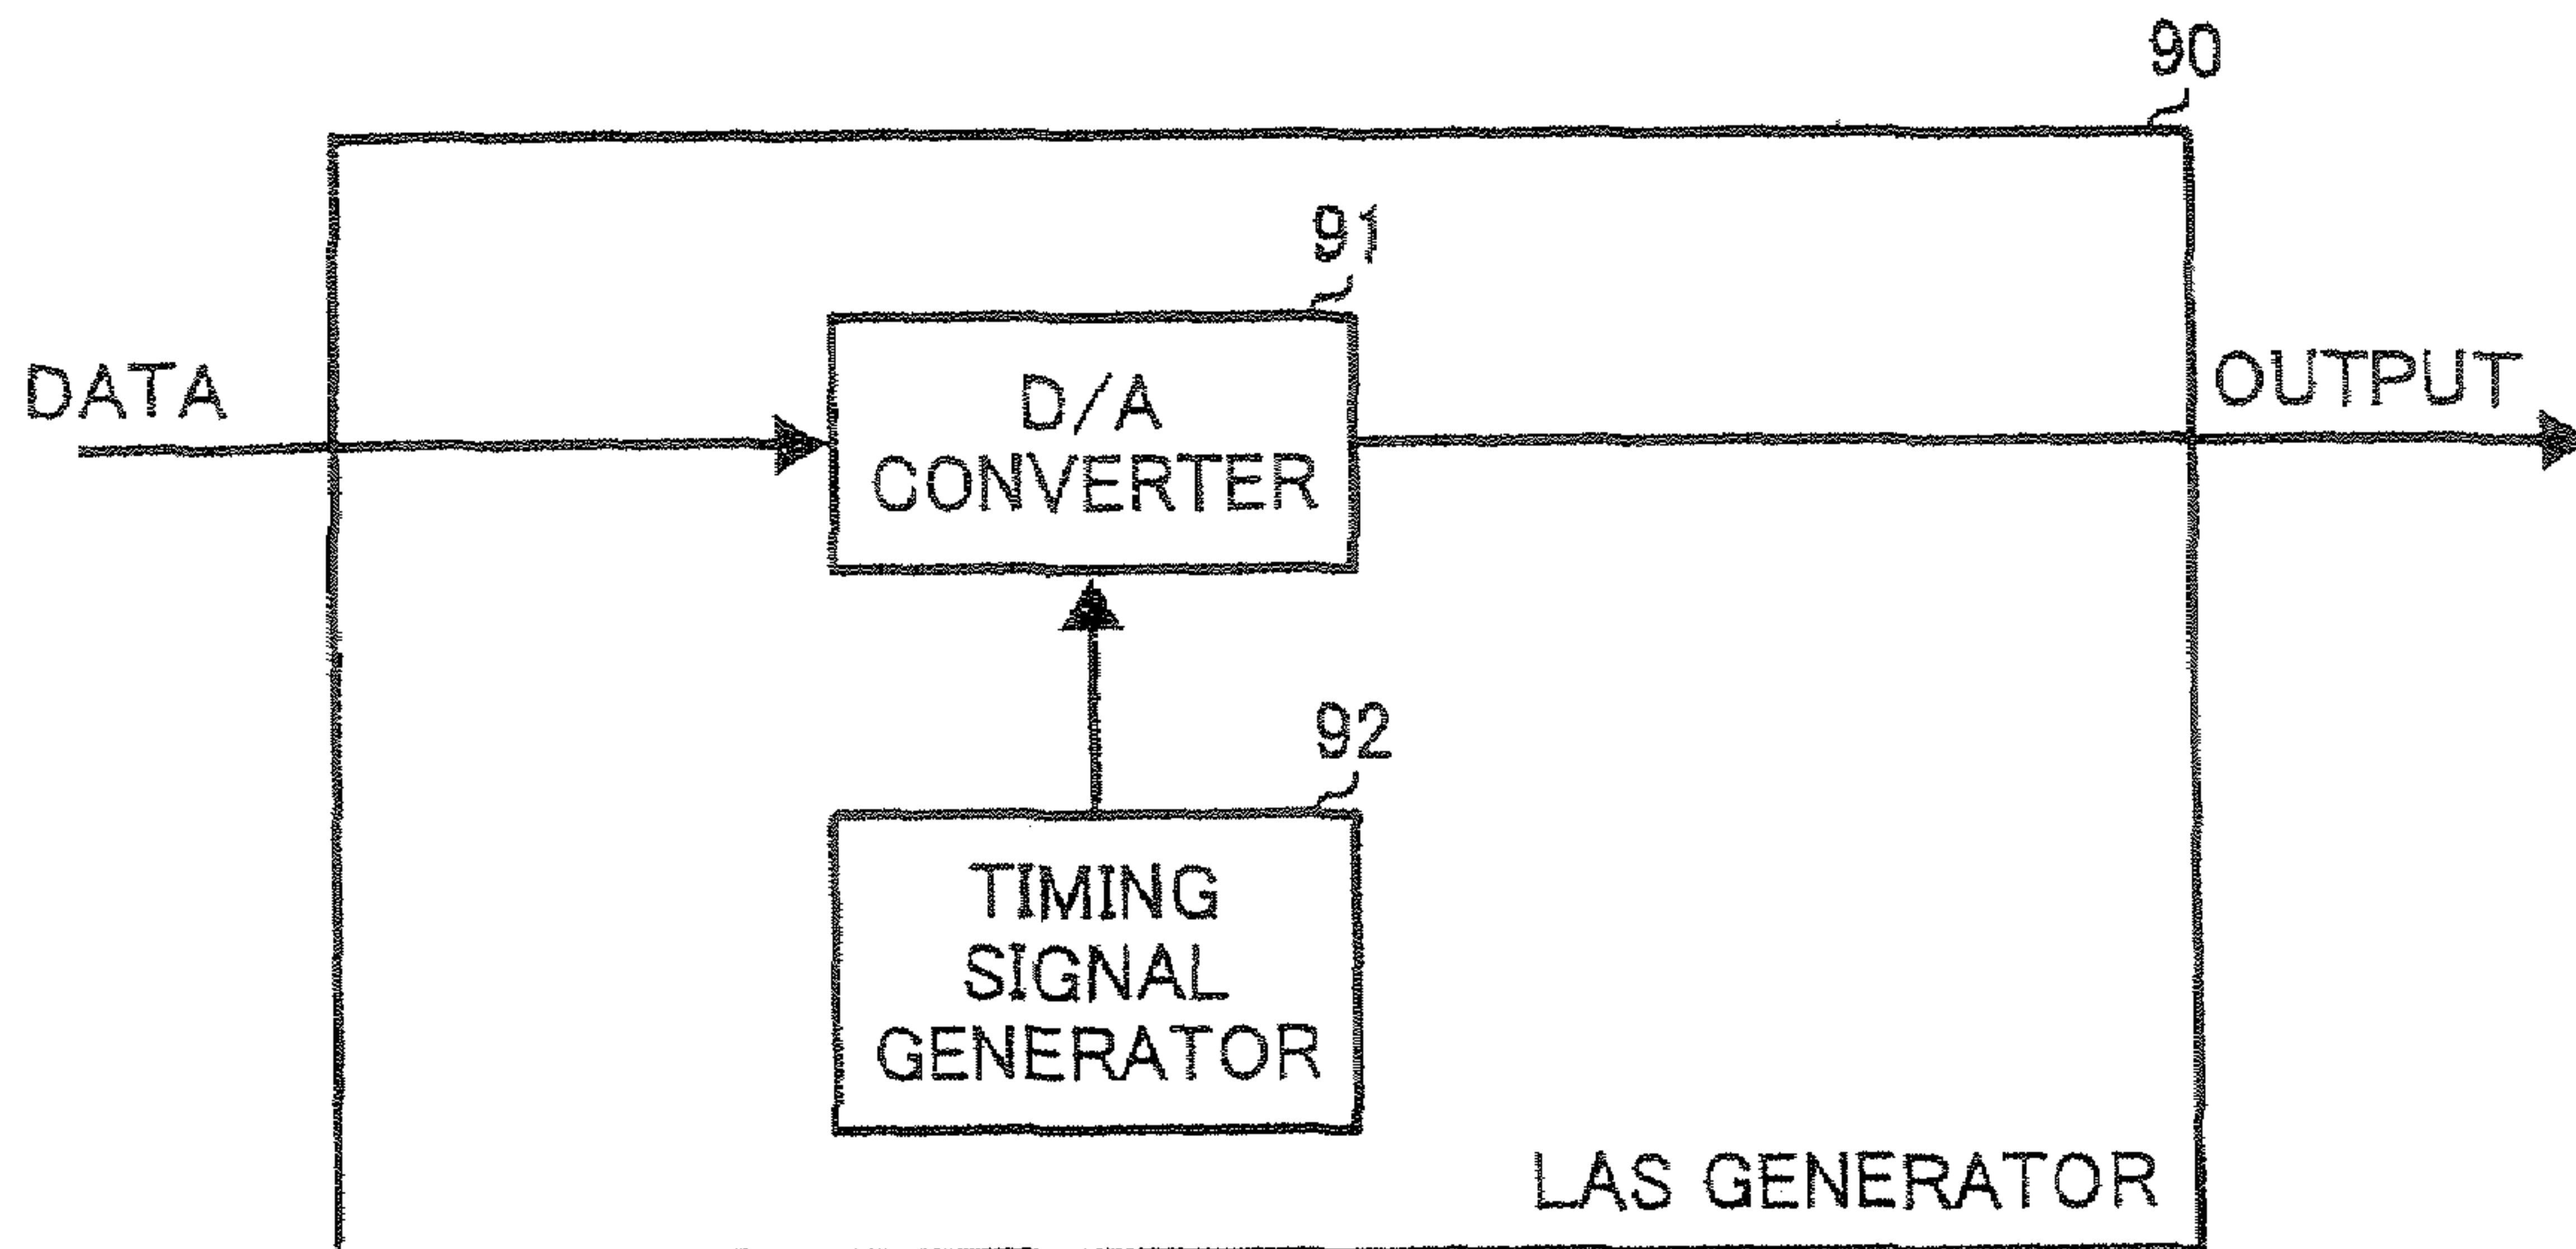 90
91
DATA
D/A
CONVERTER
OUTPUT
92
TIMING
SIGNAL
GENERATOR
LAS GENERATOR